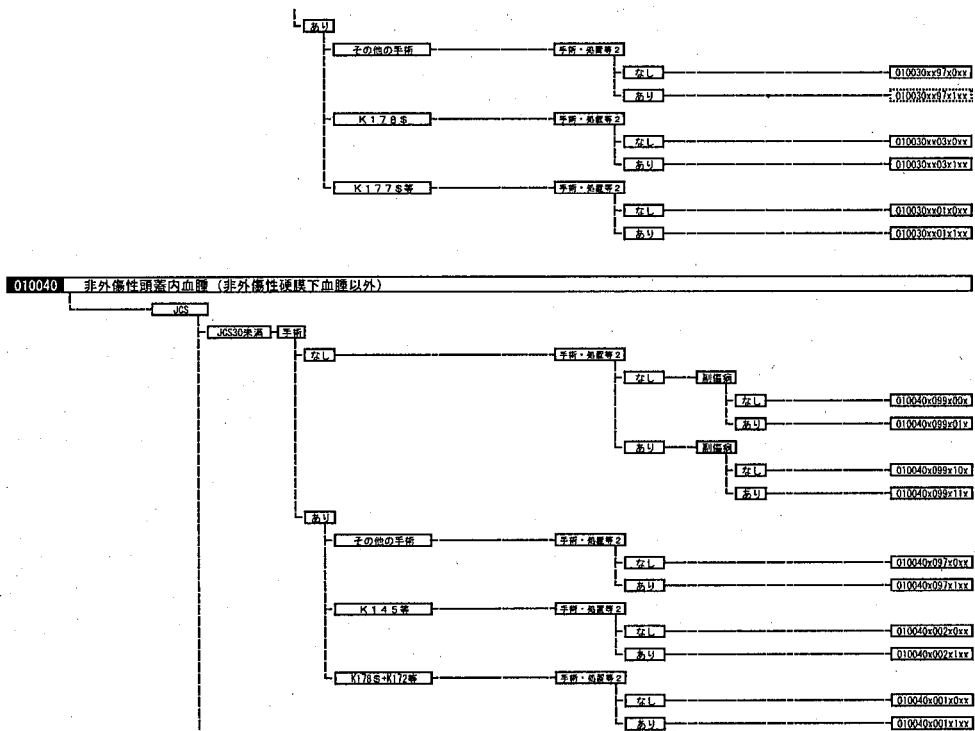 あり
その他の手術 手術・処置等2
なし 010030xx97x0xx
あり 010030xx97x1xx
K178$ 手術・処置等2
なし 010030xx03x0xx
あり 010030xx03x1xx
K177$等 手術・処置等2
なし 010030xx01x0xx
あり 010030xx01x1xx
010040 非外傷性頭蓋内血腫（非外傷性硬膜下血腫以外）
JCS
JCS30未満 手術
なし 手術・処置等2
なし 副傷病
なし 010040x099x00x
あり 010040x099x01x
あり 副傷病
なし 010040x099x10x
あり 010040x099x11x
あり
その他の手術 手術・処置等2
なし 010040x097x0xx
あり 010040x097x1xx
K145等 手術・処置等2
なし 010040x002x0xx
あり 010040x002x1xx
K178$+K172等 手術・処置等2
なし 010040x001x0xx
あり 010040x001x1xx